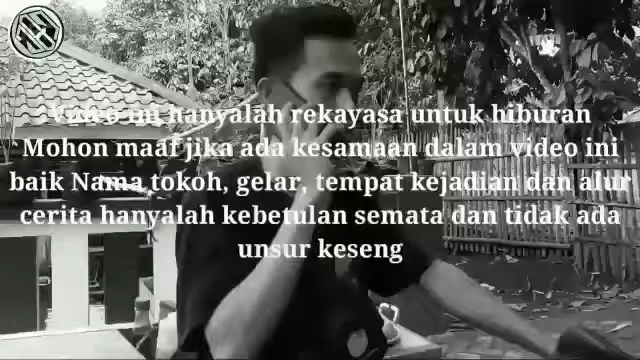 Video ini hanyalah rekayasa untuk hiburan
Mohon maaf jika ada kesamaan dalam video ini
baik Nama tokoh, gelar, tempat kejadian dan alur
cerita hanyalah kebetulan semata dan tidak ada
unsur keseng